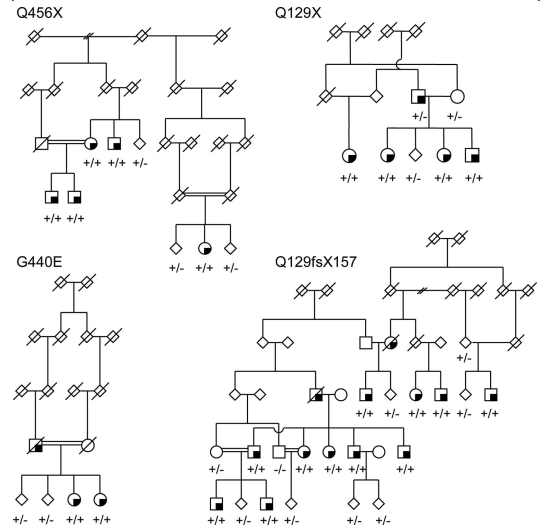 Q456X
+/+ +/+ +/-
+/+ +/+
+/- +/+ +/-
Q129X
+/- +/-
+/+ +/+ +/- +/+ +/+
G440E
+/- +/- +/+ +/+
Q129fsX157
+/-
+/+ +/- +/+ +/+ +/- +/+
+/- +/+ -/- +/+ +/+ +/+ +/+
+/+ +/- +/+ +/- +/- +/-